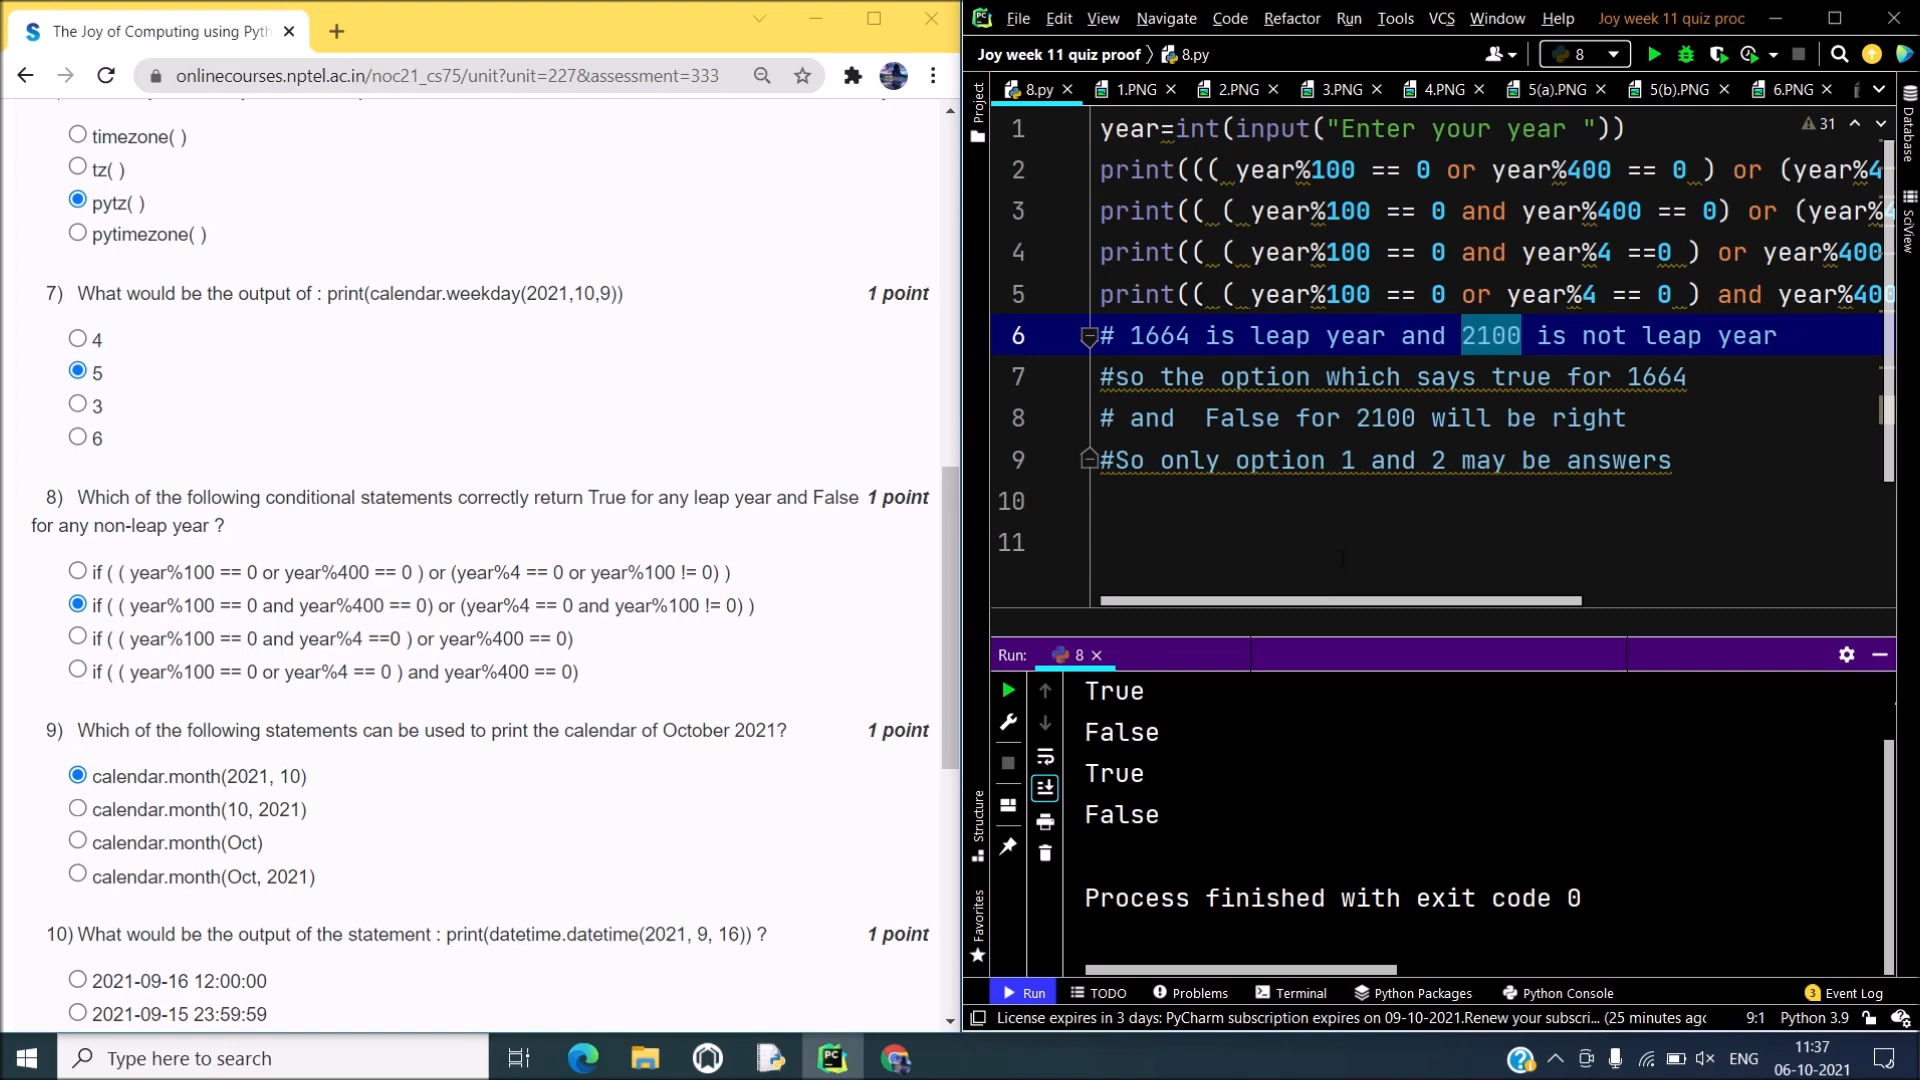 The Joy of Computing using Pyth
onlinecourses.nptel.ac.in/noc21_cs75/unit?unit=227&assessment=333
timezone( )
tz( )
pytz( )
pytimezone( )
7) What would be the output of : print(calendar.weekday(2021,10,9)) 1 point
4
5
3
6
8) Which of the following conditional statements correctly return True for any leap year and False 1 point
for any non-leap year ?
if ( ( year%100 == 0 or year%400 == 0 ) or (year%4 == 0 or year%100 != 0) )
if ( ( year%100 == 0 and year%400 == 0) or (year%4 == 0 and year%100 != 0) )
if ( ( year%100 == 0 and year%4 ==0 ) or year%400 == 0)
if ( ( year%100 == 0 or year%4 == 0 ) and year%400 == 0)
9) Which of the following statements can be used to print the calendar of October 2021? 1 point
calendar.month(2021, 10)
calendar.month(10, 2021)
calendar.month(Oct)
calendar.month(Oct, 2021)
10) What would be the output of the statement : print(datetime.datetime(2021, 9, 16)) ? 1 point
2021-09-16 12:00:00
2021-09-15 23:59:59
File Edit View Navigate Code Refactor Run Tools VCS Window Help Joy week 11 quiz proc
Joy week 11 quiz proof 8.py 8
8.py 1.PNG 2.PNG 3.PNG 4.PNG 5(a).PNG 5(b).PNG 6.PNG
Project
Database
SciView
31
1 year=int(input("Enter your year "))
2 print((( year%100 == 0 or year%400 == 0 ) or (year%4
3 print(( ( year%100 == 0 and year%400 == 0) or (year%4
4 print(( ( year%100 == 0 and year%4 ==0 ) or year%400
5 print(( ( year%100 == 0 or year%4 == 0 ) and year%400
6 # 1664 is leap year and 2100 is not leap year
7 #so the option which says true for 1664
8 # and  False for 2100 will be right
9 #So only option 1 and 2 may be answers
10
11
Run: 8
True
False
True
False
Process finished with exit code 0
Structure
Favorites
Run TODO Problems Terminal Python Packages Python Console 3 Event Log
License expires in 3 days: PyCharm subscription expires on 09-10-2021.Renew your subscri... (25 minutes agc 9:1 Python 3.9
Type here to search
ENG
11:37
06-10-2021